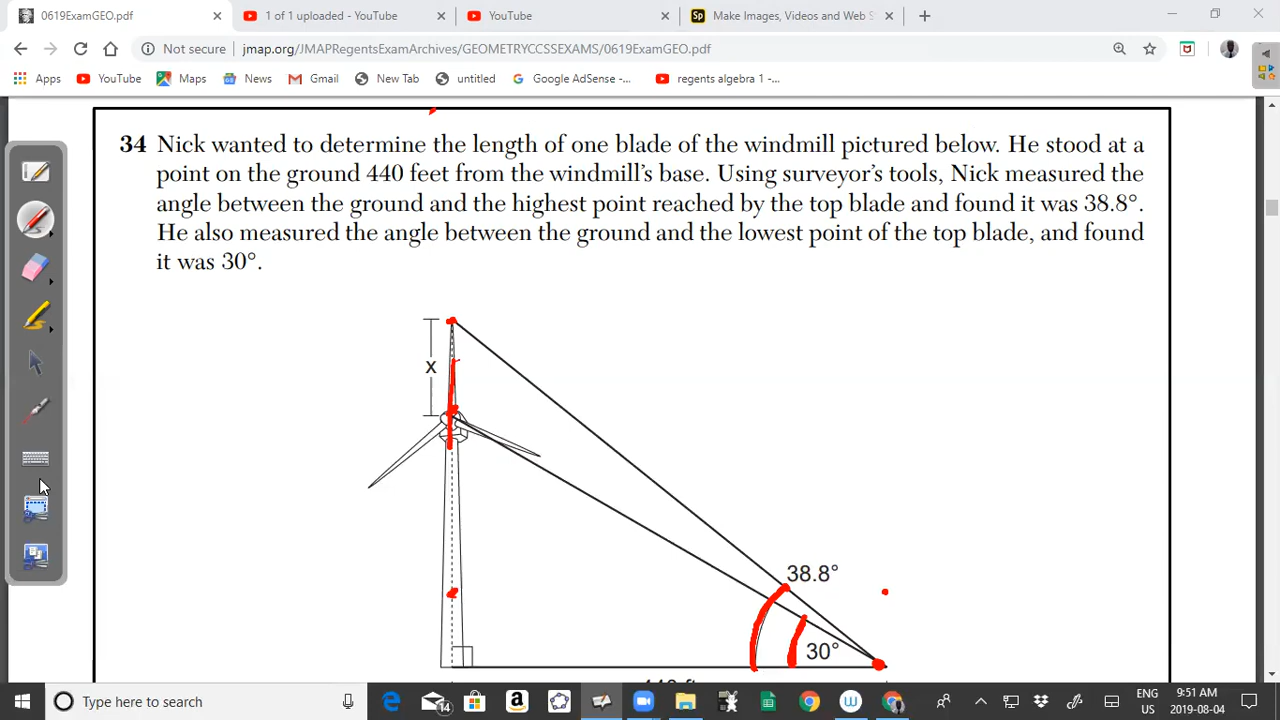 0619ExamGEO.pdf
1 of 1 uploaded - YouTube
YouTube
Sp
Make Images, Videos and Web S
Not secure
jmap.org/JMAPRegentsExamArchives/GEOMETRYCCSSEXAMS/0619ExamGEO.pdf
Apps
YouTube
Maps
News
Gmail
New Tab
untitled
Google AdSense -...
regents algebra 1 -...
34 Nick wanted to determine the length of one blade of the windmill pictured below. He stood at a
point on the ground 440 feet from the windmill's base. Using surveyor's tools, Nick measured the
angle between the ground and the highest point reached by the top blade and found it was 38.8°.
He also measured the angle between the ground and the lowest point of the top blade, and found
it was 30°.
x
38.8°
30°
Type here to search
14
ENG
US
9:51 AM
2019-08-04